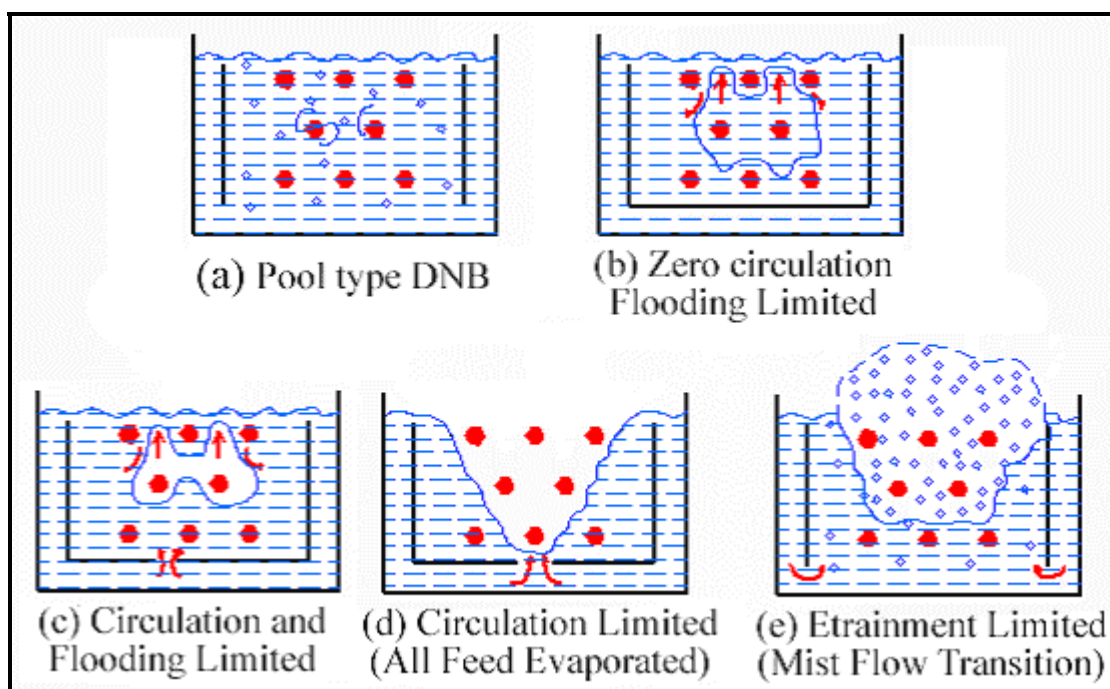 (a) Pool type DNB
(b) Zero circulation
Flooding Limited
(c) Circulation and
Flooding Limited
(d) Circulation Limited
(All Feed Evaporated)
(e) Etrainment Limited
(Mist Flow Transition)